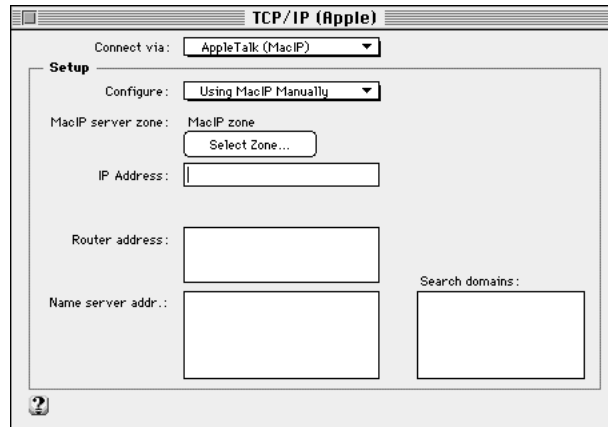 TCP/IP (Apple)
Connect via: AppleTalk (MacIP)
Setup
Configure: Using MacIP Manually
MacIP server zone: MacIP zone
Select Zone...
IP Address:
Router address:
Search domains:
Name server addr.:
?